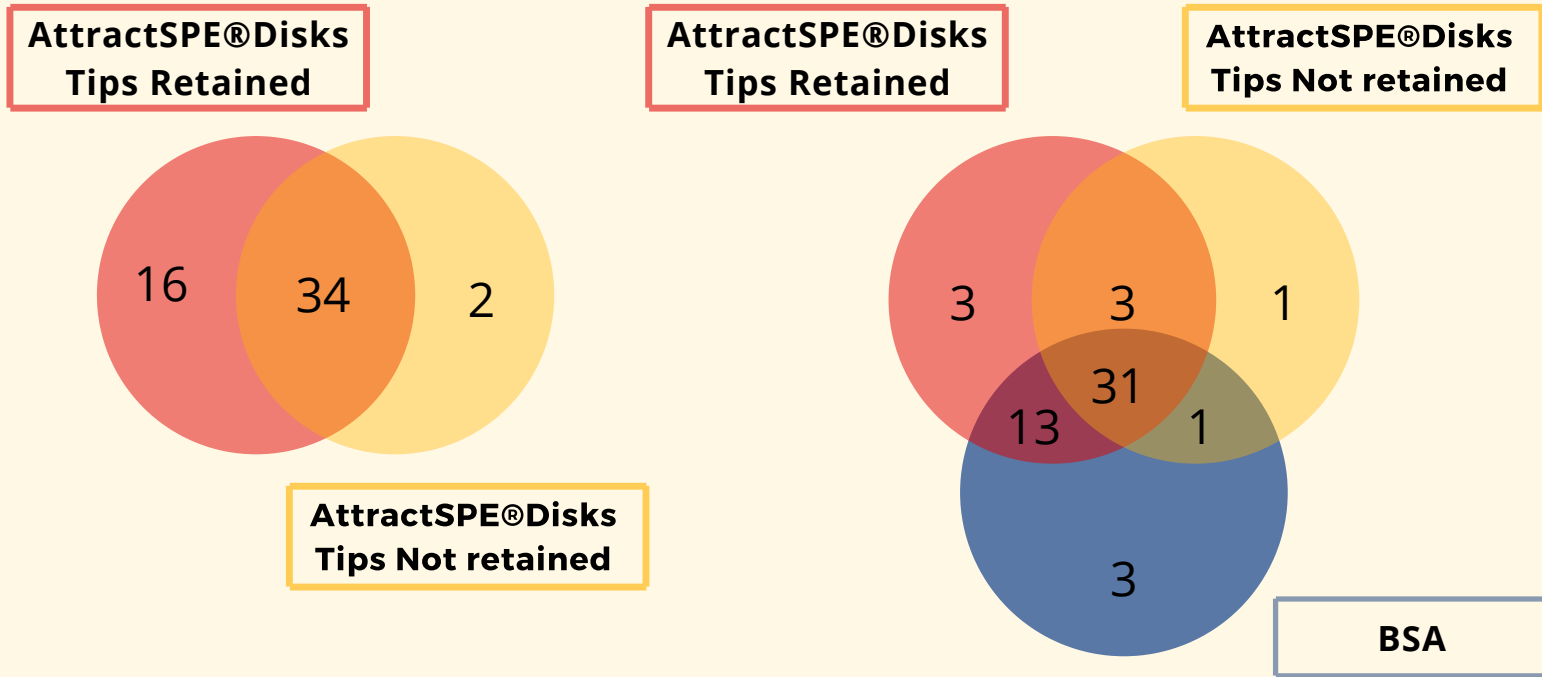 AttractSPE®Disks
Tips Retained
16
34
2
AttractSPE®Disks
Tips Not retained
AttractSPE®Disks
Tips Retained
AttractSPE®Disks
Tips Not retained
3
3
1
31
13
1
3
BSA